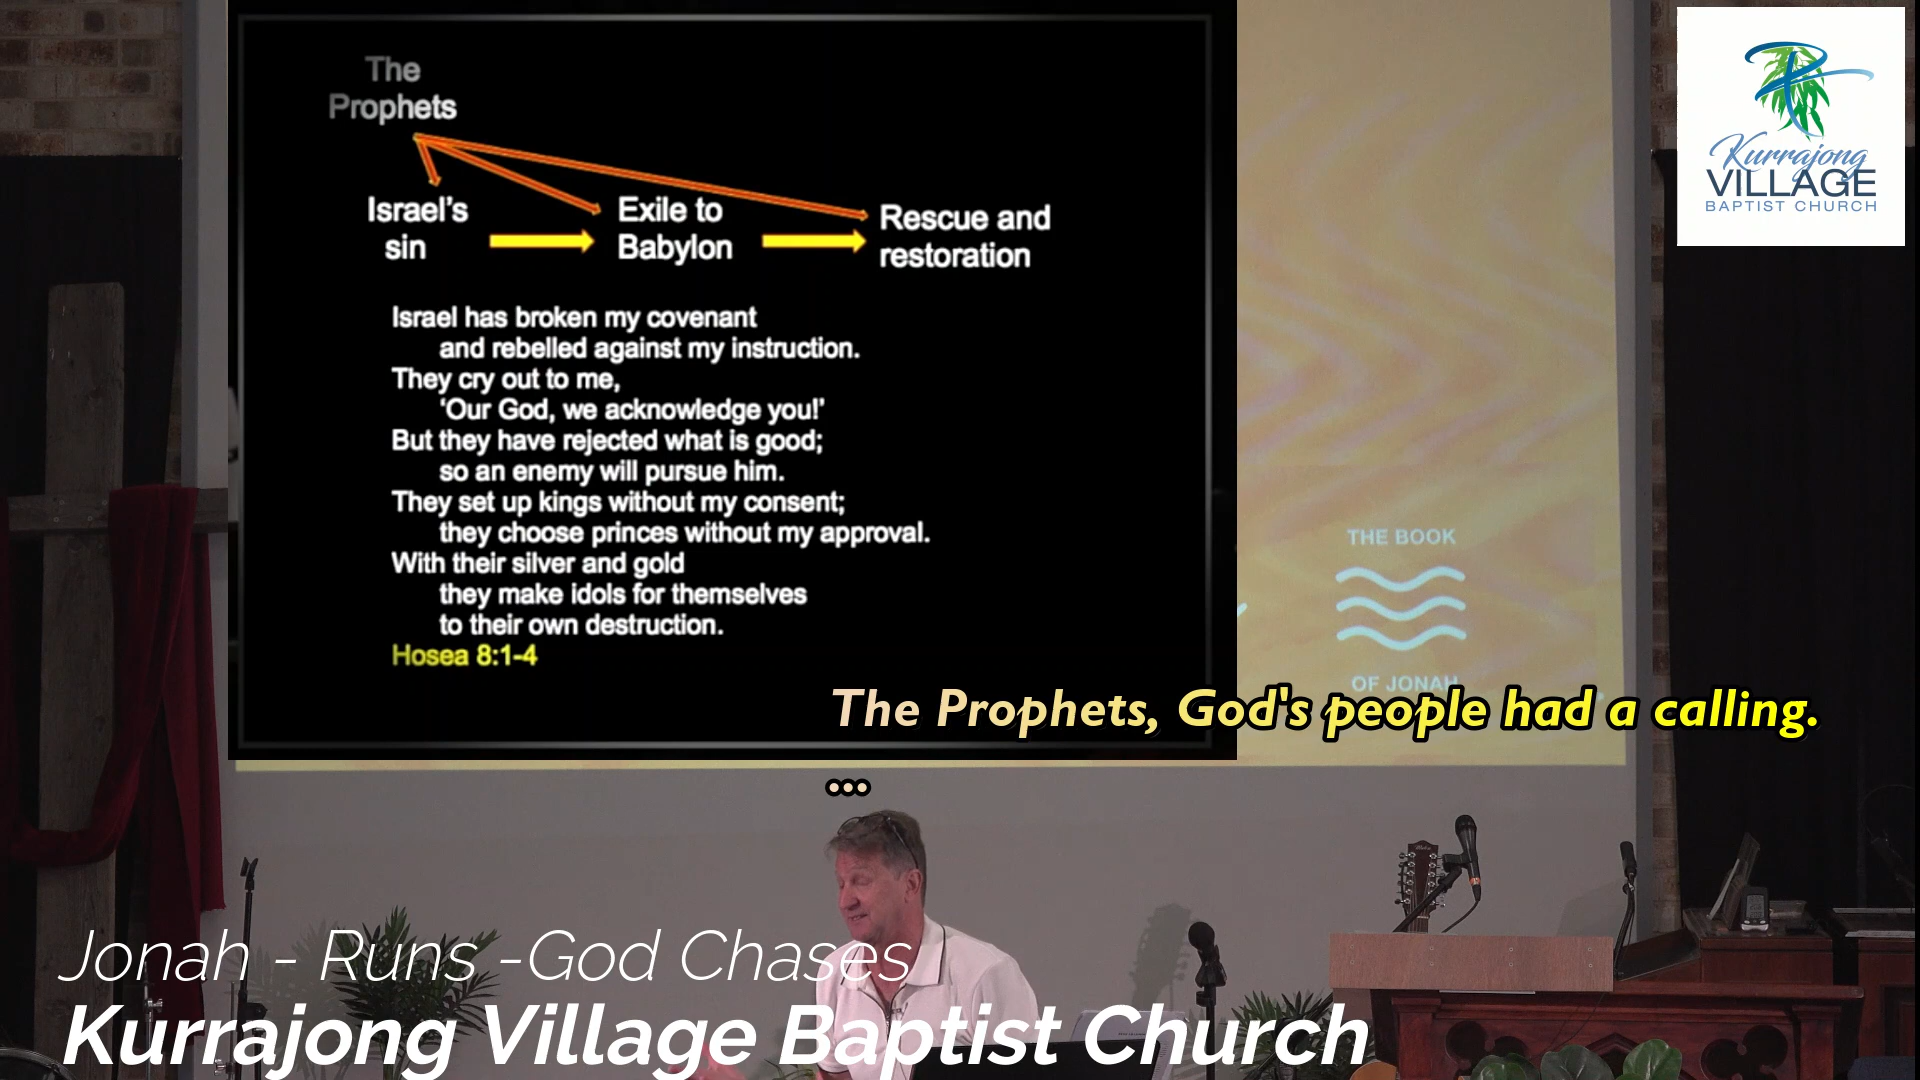 The
Prophets
Israel's
sin
Exile to
Babylon
Rescue and
restoration
Israel has broken my covenant
and rebelled against my instruction.
They cry out to me,
‘Our God, we acknowledge you!’
But they have rejected what is good;
so an enemy will pursue him.
They set up kings without my consent;
they choose princes without my approval.
With their silver and gold
they make idols for themselves
to their own destruction.
Hosea 8:1-4
Kurrajong
VILLAGE
BAPTIST CHURCH
THE BOOK
OF JONAH
The Prophets, God's people had a calling.
...
Jonah - Runs -God Chases
Kurrajong Village Baptist Church